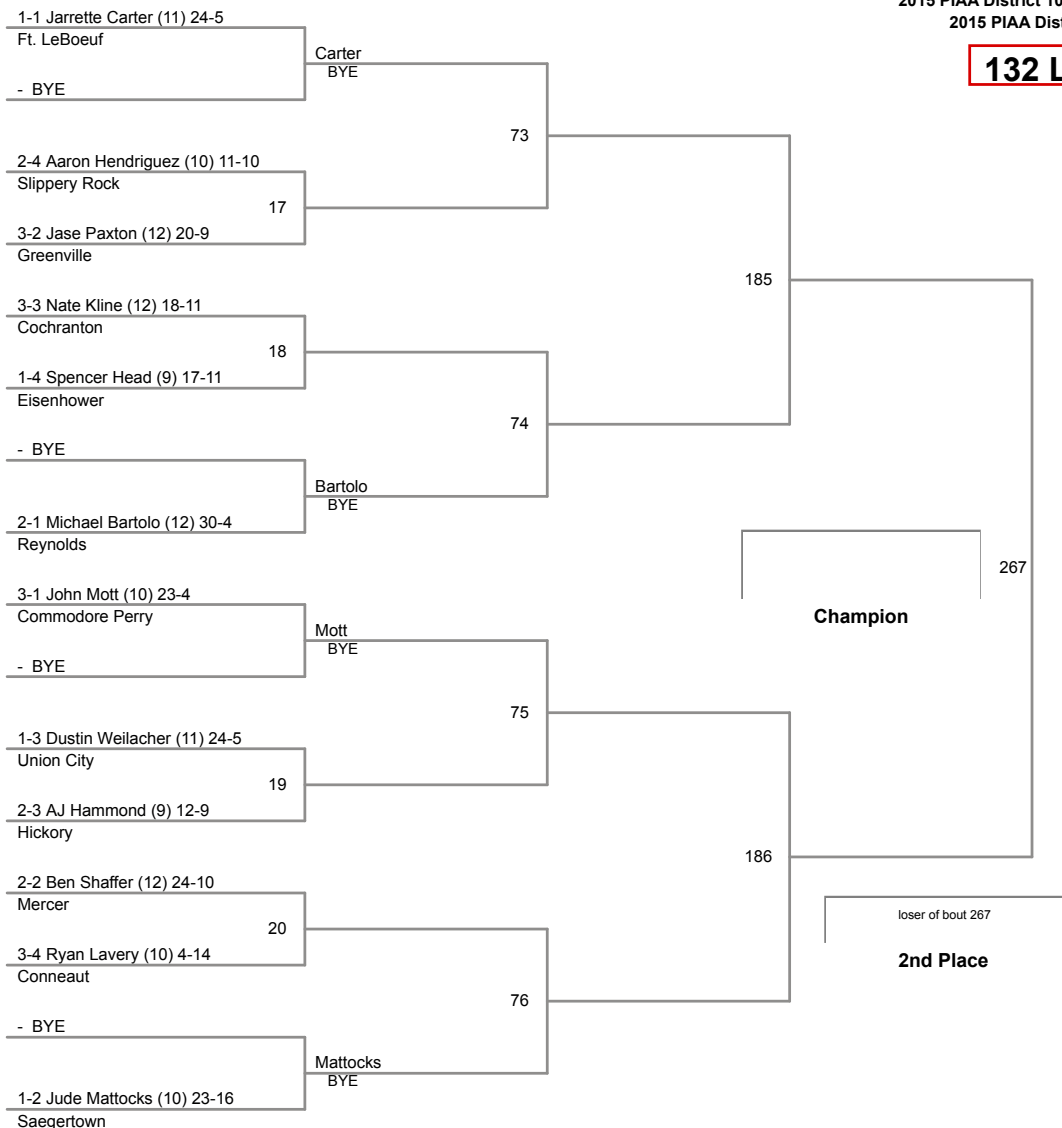 2015 PIAA District 10
2015 PIAA Dist
132 L
1-1 Jarrette Carter (11) 24-5
Ft. LeBoeuf
Carter
BYE
- BYE
73
2-4 Aaron Hendriguez (10) 11-10
Slippery Rock
17
3-2 Jase Paxton (12) 20-9
Greenville
185
3-3 Nate Kline (12) 18-11
Cochranton
18
1-4 Spencer Head (9) 17-11
Eisenhower
74
- BYE
Bartolo
BYE
2-1 Michael Bartolo (12) 30-4
Reynolds
267
Champion
3-1 John Mott (10) 23-4
Commodore Perry
Mott
BYE
- BYE
75
1-3 Dustin Weilacher (11) 24-5
Union City
19
2-3 AJ Hammond (9) 12-9
Hickory
186
2-2 Ben Shaffer (12) 24-10
Mercer
20
loser of bout 267
2nd Place
3-4 Ryan Lavery (10) 4-14
Conneaut
76
- BYE
Mattocks
BYE
1-2 Jude Mattocks (10) 23-16
Saegertown